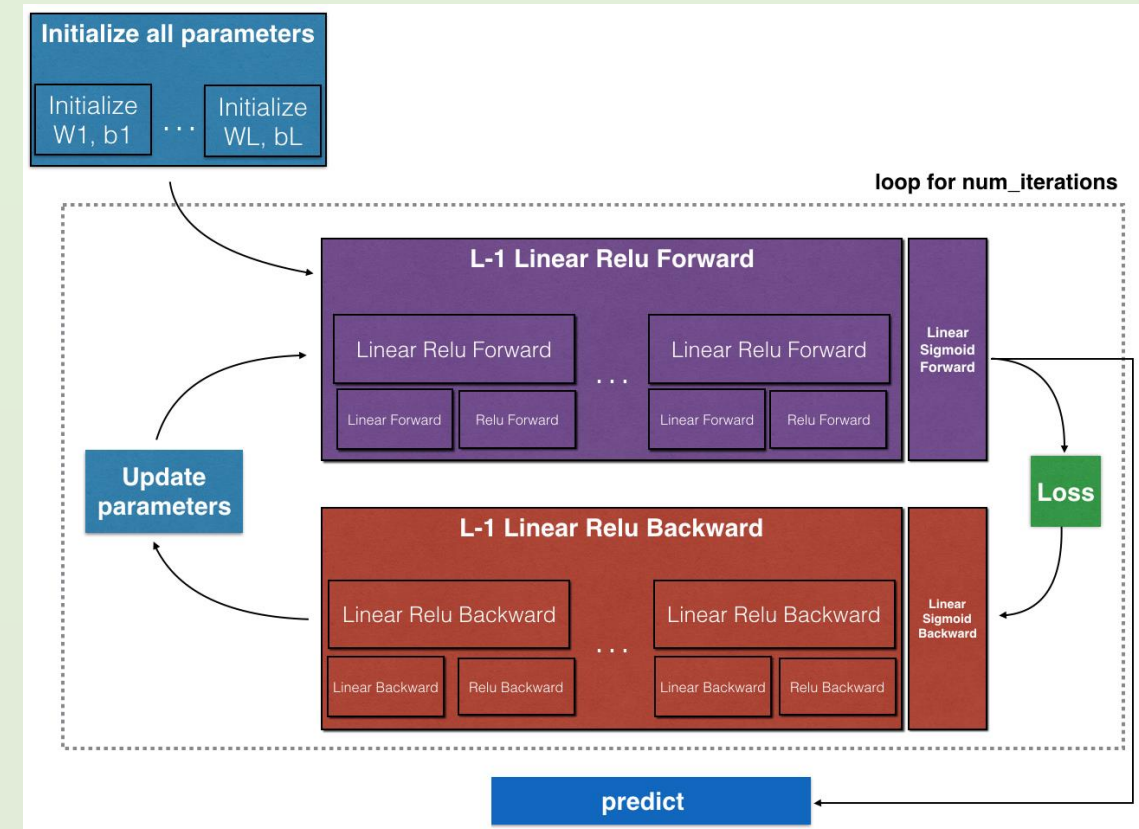 Initialize all parameters
Initialize
W1, b1
...
Initialize
WL, bL
loop for num_iterations
L-1 Linear Relu Forward
Linear Relu Forward
...
Linear Relu Forward
Linear Forward
Relu Forward
Linear Forward
Relu Forward
Linear
Sigmoid
Forward
Update
parameters
Loss
L-1 Linear Relu Backward
Linear Relu Backward
...
Linear Relu Backward
Linear Backward
Relu Backward
Linear Backward
Relu Backward
Linear
Sigmoid
Backward
predict